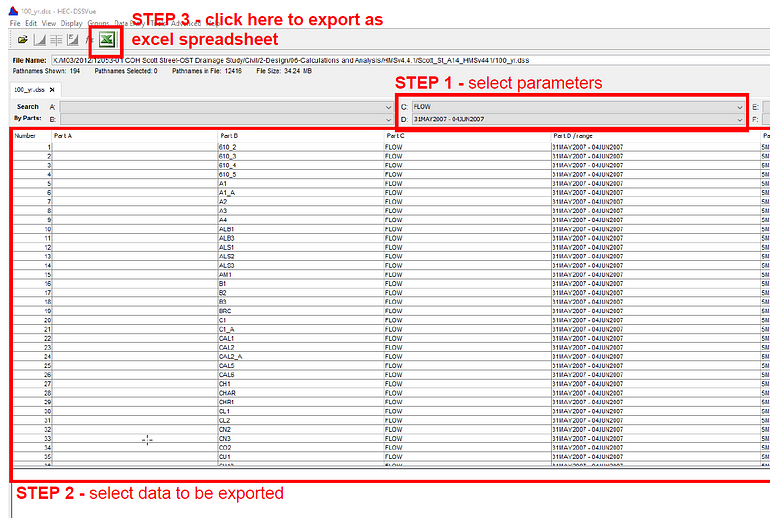 100_yr.dss - HEC-DSSVue
STEP 3 - click here to export as
excel spreadsheet
File Edit View Display Groups Data Entry Tools Advanced
File Name: X:\M03/2012/12053-01 COH Scott Street-OST Drainage Study/Civil/2-Design/06-Calculations and Analysis/HMSv4.4.1/Scott_St_A14_HMSv441/100_yr.dss
Pathnames Shown: 194 Pathnames Selected: 0 Pathnames in File: 12416 File Size: 34.24 MB
STEP 1 - select parameters
100_yr.dss
Search A: C: FLOW E:
By Parts: B: D: 31MAY2007 - 04JUN2007 F:
Number Part A Part B Part C Part D /range Pa
1 610_2 FLOW 31MAY2007 - 04JUN2007 5M
2 610_3 FLOW 31MAY2007 - 04JUN2007 5M
3 610_4 FLOW 31MAY2007 - 04JUN2007 5M
4 610_5 FLOW 31MAY2007 - 04JUN2007 5M
5 A1 FLOW 31MAY2007 - 04JUN2007 5M
6 A1_A FLOW 31MAY2007 - 04JUN2007 5M
7 A2 FLOW 31MAY2007 - 04JUN2007 5M
8 A3 FLOW 31MAY2007 - 04JUN2007 5M
9 A4 FLOW 31MAY2007 - 04JUN2007 5M
10 ALB1 FLOW 31MAY2007 - 04JUN2007 5M
11 ALB3 FLOW 31MAY2007 - 04JUN2007 5M
12 ALS1 FLOW 31MAY2007 - 04JUN2007 5M
13 ALS2 FLOW 31MAY2007 - 04JUN2007 5M
14 ALS3 FLOW 31MAY2007 - 04JUN2007 5M
15 AM1 FLOW 31MAY2007 - 04JUN2007 5M
16 B1 FLOW 31MAY2007 - 04JUN2007 5M
17 B2 FLOW 31MAY2007 - 04JUN2007 5M
18 B3 FLOW 31MAY2007 - 04JUN2007 5M
19 BRC FLOW 31MAY2007 - 04JUN2007 5M
20 C1 FLOW 31MAY2007 - 04JUN2007 5M
21 C1_A FLOW 31MAY2007 - 04JUN2007 5M
22 CAL1 FLOW 31MAY2007 - 04JUN2007 5M
23 CAL2 FLOW 31MAY2007 - 04JUN2007 5M
24 CAL2_A FLOW 31MAY2007 - 04JUN2007 5M
25 CAL5 FLOW 31MAY2007 - 04JUN2007 5M
26 CAL6 FLOW 31MAY2007 - 04JUN2007 5M
27 CH1 FLOW 31MAY2007 - 04JUN2007 5M
28 CHAR FLOW 31MAY2007 - 04JUN2007 5M
29 CHR1 FLOW 31MAY2007 - 04JUN2007 5M
30 CL1 FLOW 31MAY2007 - 04JUN2007 5M
31 CL2 FLOW 31MAY2007 - 04JUN2007 5M
32 CN2 FLOW 31MAY2007 - 04JUN2007 5M
33 CN3 FLOW 31MAY2007 - 04JUN2007 5M
34 CO2 FLOW 31MAY2007 - 04JUN2007 5M
35 CU1 FLOW 31MAY2007 - 04JUN2007 5M
STEP 2 - select data to be exported